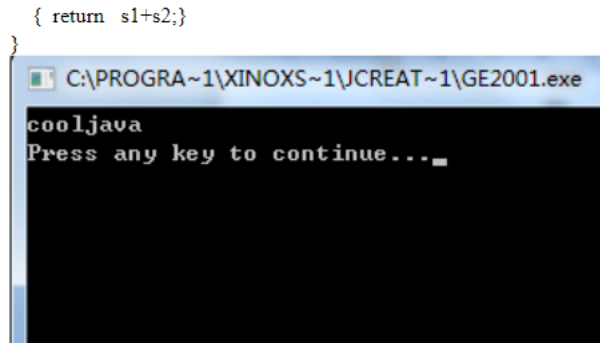 { return s1+s2;}
}
C:\PROGRA~1\XINOXS~1\JCREAT~1\GE2001.exe
cooljava
Press any key to continue..._